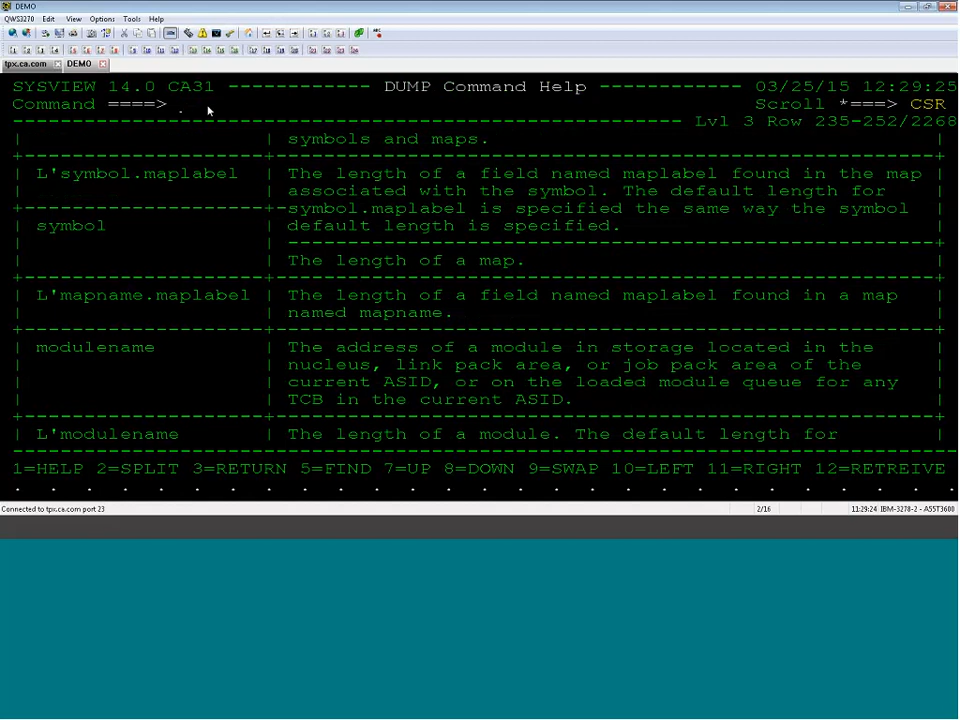 DEMO
QWS3270 Edit View Options Tools Help
tpx.ca.com DEMO
SYSVIEW 14.0 CA31 ------------ DUMP Command Help ------------ 03/25/15 12:29:25
Command ====> Scroll *===> CSR
--------------------------------------------------------- Lvl 3 Row 235-252/2268
| | symbols and maps. |
+--------------------+--------------------------------------------------------+
| L'symbol.maplabel | The length of a field named maplabel found in the map |
| | associated with the symbol. The default length for
+--------------------+-symbol.maplabel is specified the same way the symbol
| symbol | default length is specified.
| | -------------------------------------------------------+
| | The length of a map. |
+--------------------+--------------------------------------------------------+
| L'mapname.maplabel | The length of a field named maplabel found in a map |
| | named mapname. |
+--------------------+--------------------------------------------------------+
| modulename | The address of a module in storage located in the |
| | nucleus, link pack area, or job pack area of the |
| | current ASID, or on the loaded module queue for any |
| | TCB in the current ASID. |
+--------------------+--------------------------------------------------------+
| L'modulename | The length of a module. The default length for |
--------------------------------------------------------------------------------
1=HELP 2=SPLIT 3=RETURN 5=FIND 7=UP 8=DOWN 9=SWAP 10=LEFT 11=RIGHT 12=RETREIVE
Connected to tpx.ca.com port 23 2/16 11:29:24 IBM-3278-2 - A55T3600